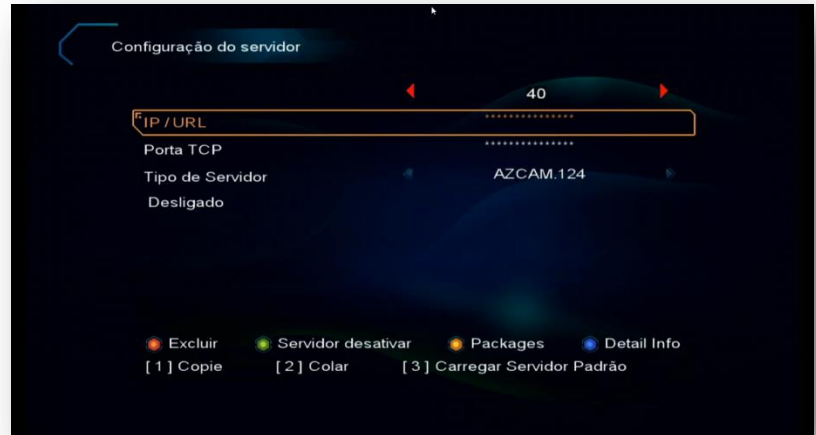 Configuração do servidor
40
IP / URL ***************
Porta TCP ***************
Tipo de Servidor AZCAM.124
Desligado
Excluir Servidor desativar Packages Detail Info
[ 1 ] Copie [ 2 ] Colar [ 3 ] Carregar Servidor Padrão